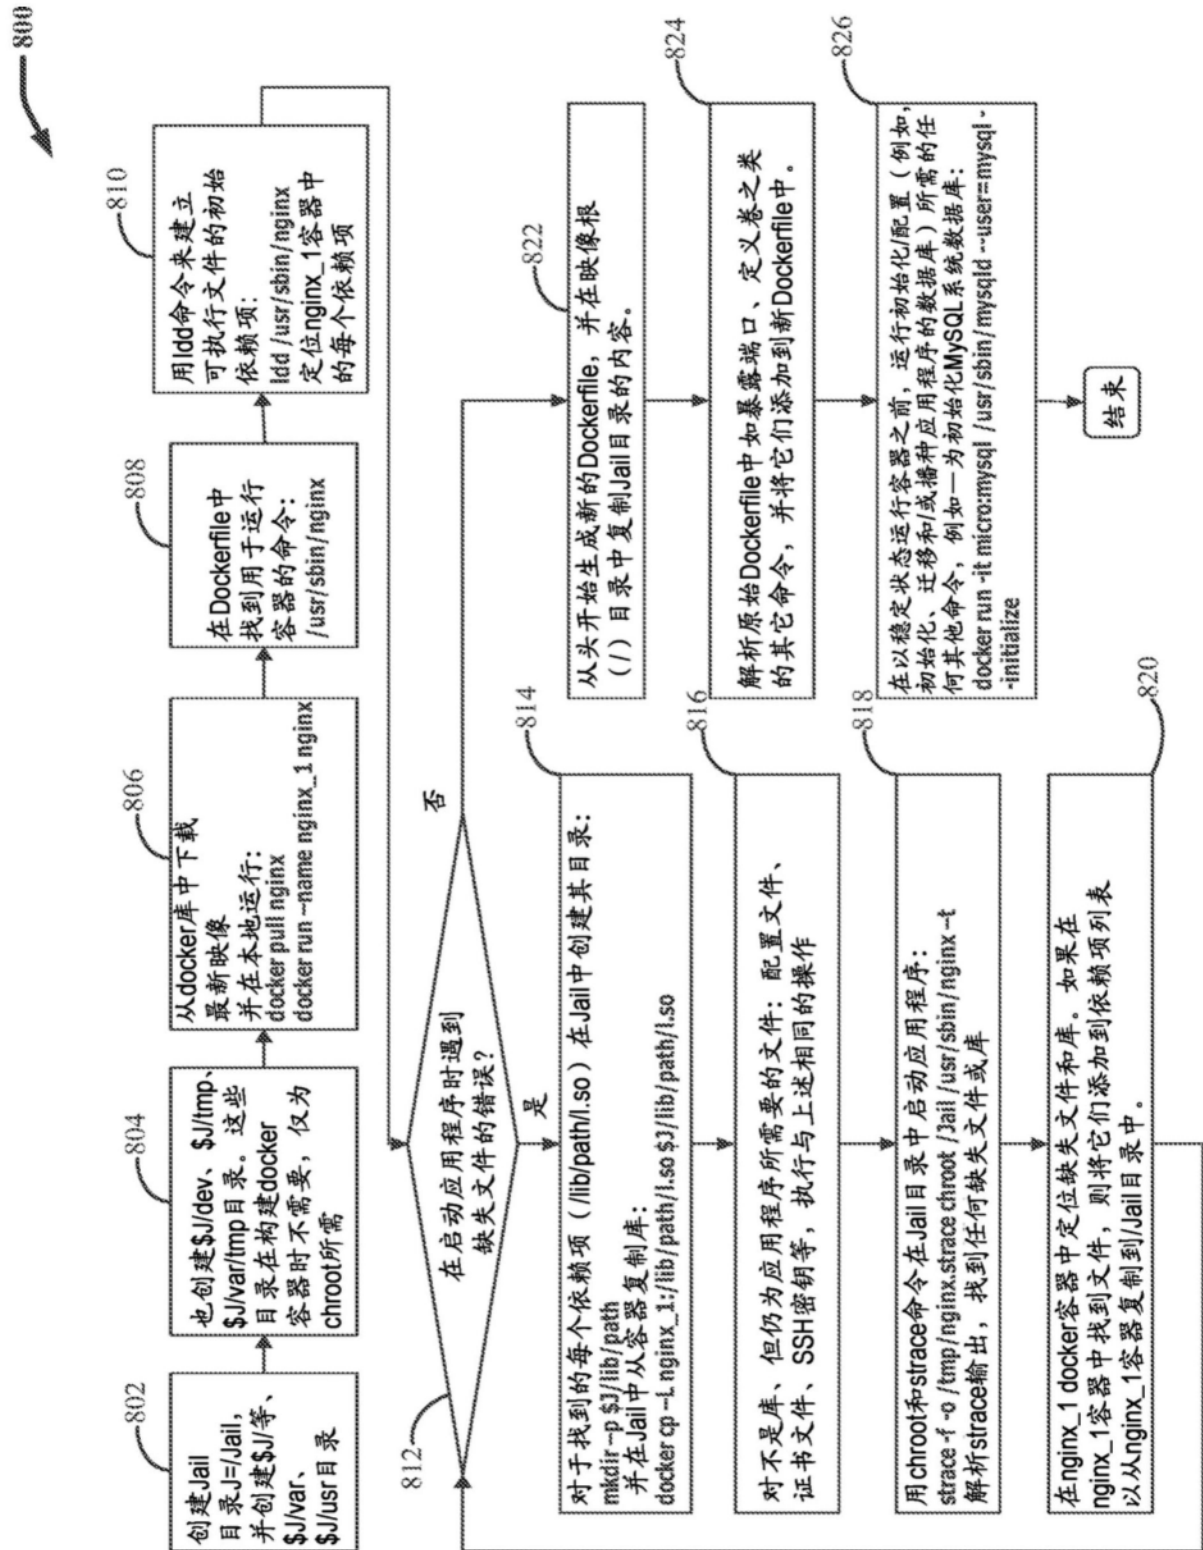 800
802
创建Jail
目录J=/Jail，
并创建$J/等、
$J/var、
$J/usr目录
804
也创建$J/dev、$J/tmp、
$J/var/tmp目录。这些
目录在构建docker
容器时不需要，仅为
chroot所需
806
从docker库中下载
最新映像
并在本地运行：
docker pull nginx
docker run --name nginx_1 nginx
808
在Dockerfile中
找到用于运行
容器的命令：
/usr/sbin/nginx
810
用ldd命令来建立
可执行文件的初始
依赖项：
ldd /usr/sbin/nginx
定位nginx_1容器中
的每个依赖项
812
在启动应用程序时遇到
缺失文件的错误？
是
否
814
对于找到的每个依赖项（/lib/path/l.so）在Jail中创建其目录：
mkdir -p $J/lib/path
并在Jail中从容器复制库：
docker cp -L nginx_1:/lib/path/l.so $J/lib/path/l.so
816
对不是库、但仍为应用程序所需要的文件：配置文件、
证书文件、SSH密钥等，执行与上述相同的操作
818
用chroot和strace命令在Jail目录中启动应用程序：
strace -f -o /tmp/nginx.strace chroot /Jail /usr/sbin/nginx -t
解析strace输出，找到任何缺失文件或库
820
在nginx_1 docker容器中定位缺失文件和库。如果在
nginx_1容器中找到文件，则将它们添加到依赖项列表
以从nginx_1容器复制到/Jail目录中。
822
从头开始生成新的Dockerfile，并在映像根
（/）目录中复制Jail目录的内容。
824
解析原始Dockerfile中如暴露端口、定义卷之类
的其它命令，并将它们添加到新Dockerfile中。
826
在以稳定状态运行容器之前，运行初始化/配置（例如，
初始化、迁移和/或播种应用程序的数据库）所需的任
何其他命令，例如—为初始化MySQL系统数据库：
docker run -it micro:mysql /usr/sbin/mysqld --user=mysql -
-initialize
结束